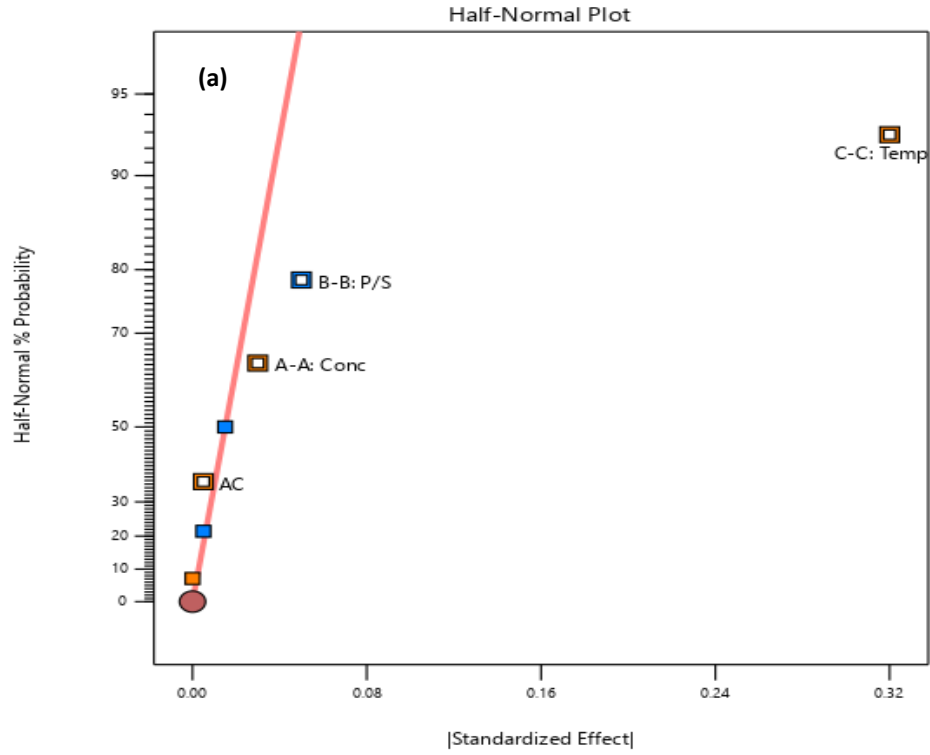 Half-Normal Plot
(a)
95
90
80
70
50
30
20
10
0
C-C: Temp
B-B: P/S
A-A: Conc
AC
Half-Normal % Probability
0.00
0.08
0.16
0.24
0.32
|Standardized Effect|